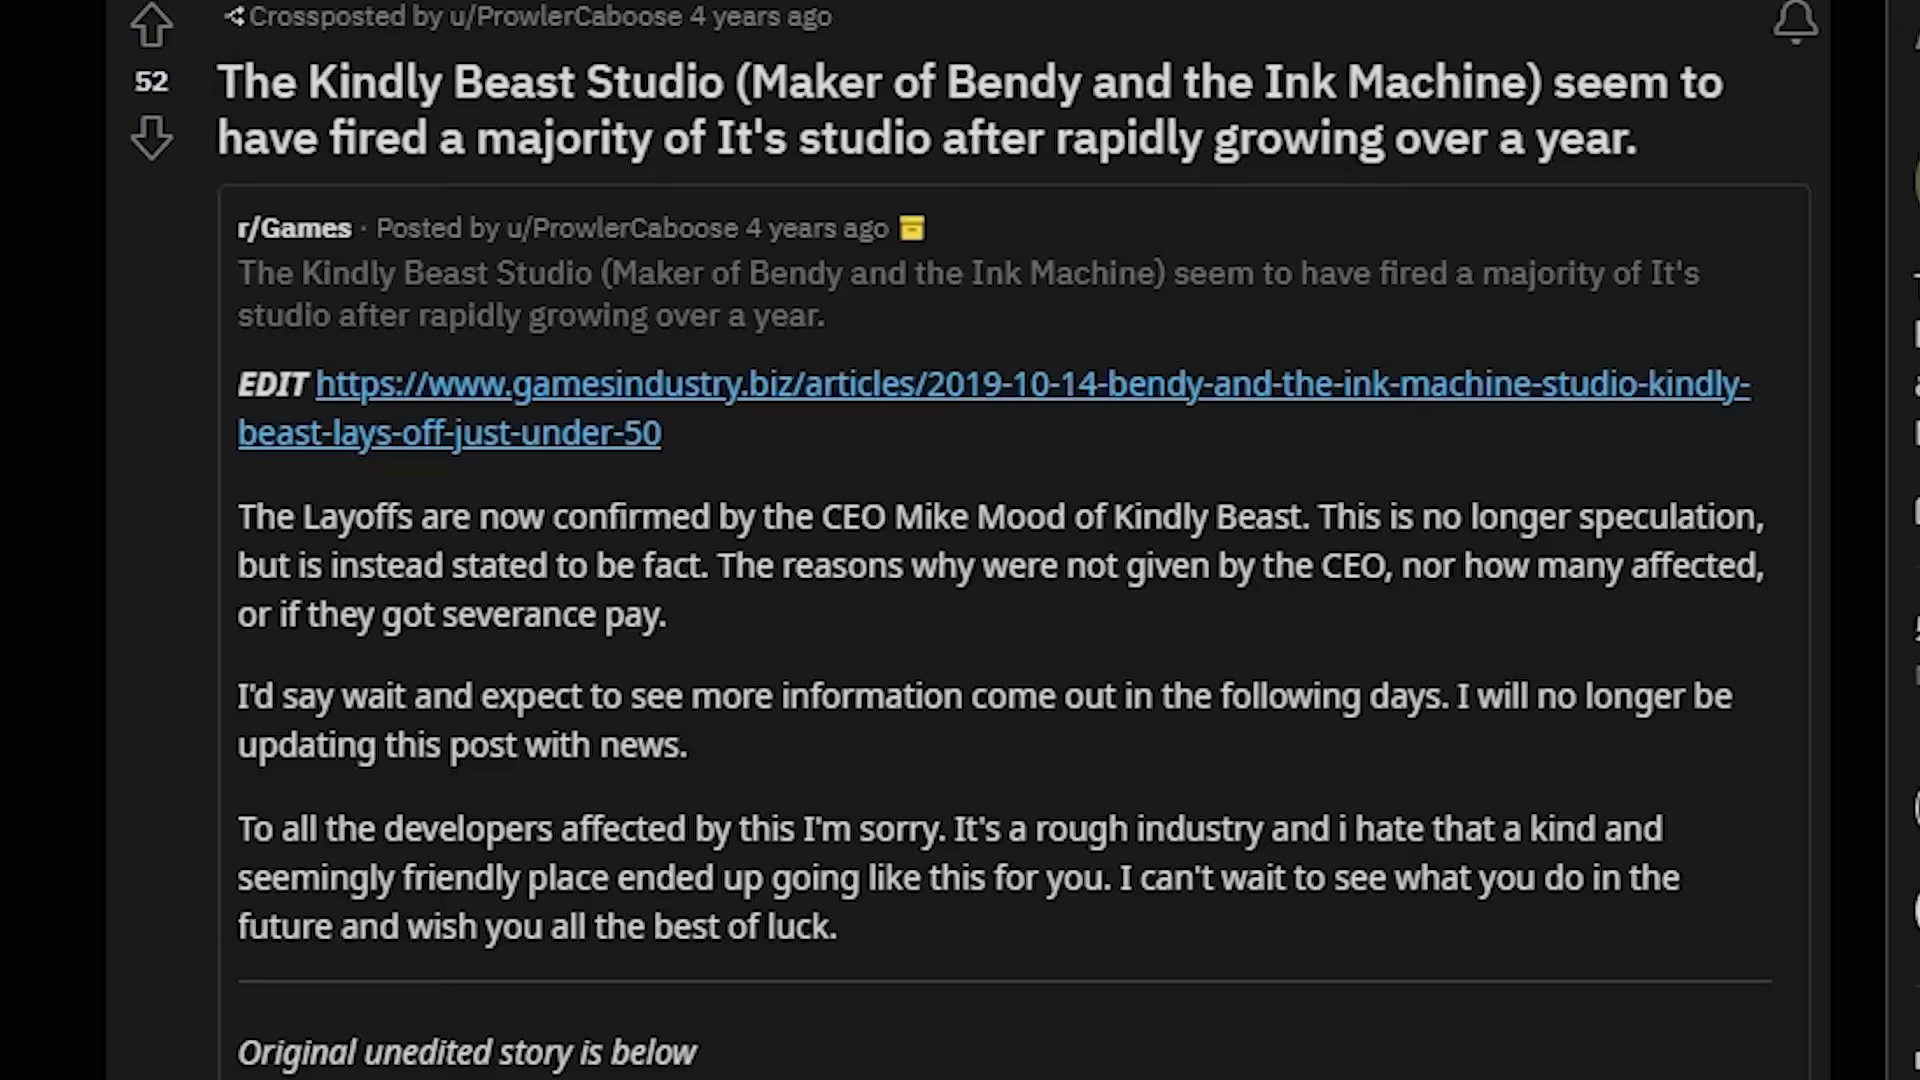 Crossposted by u/ProwlerCaboose 4 years ago
52
The Kindly Beast Studio (Maker of Bendy and the Ink Machine) seem to
have fired a majority of It's studio after rapidly growing over a year.
r/Games · Posted by u/ProwlerCaboose 4 years ago
The Kindly Beast Studio (Maker of Bendy and the Ink Machine) seem to have fired a majority of It's
studio after rapidly growing over a year.
EDIT https://www.gamesindustry.biz/articles/2019-10-14-bendy-and-the-ink-machine-studio-kindly-
beast-lays-off-just-under-50
The Layoffs are now confirmed by the CEO Mike Mood of Kindly Beast. This is no longer speculation,
but is instead stated to be fact. The reasons why were not given by the CEO, nor how many affected,
or if they got severance pay.
I'd say wait and expect to see more information come out in the following days. I will no longer be
updating this post with news.
To all the developers affected by this I'm sorry. It's a rough industry and i hate that a kind and
seemingly friendly place ended up going like this for you. I can't wait to see what you do in the
future and wish you all the best of luck.
Original unedited story is below